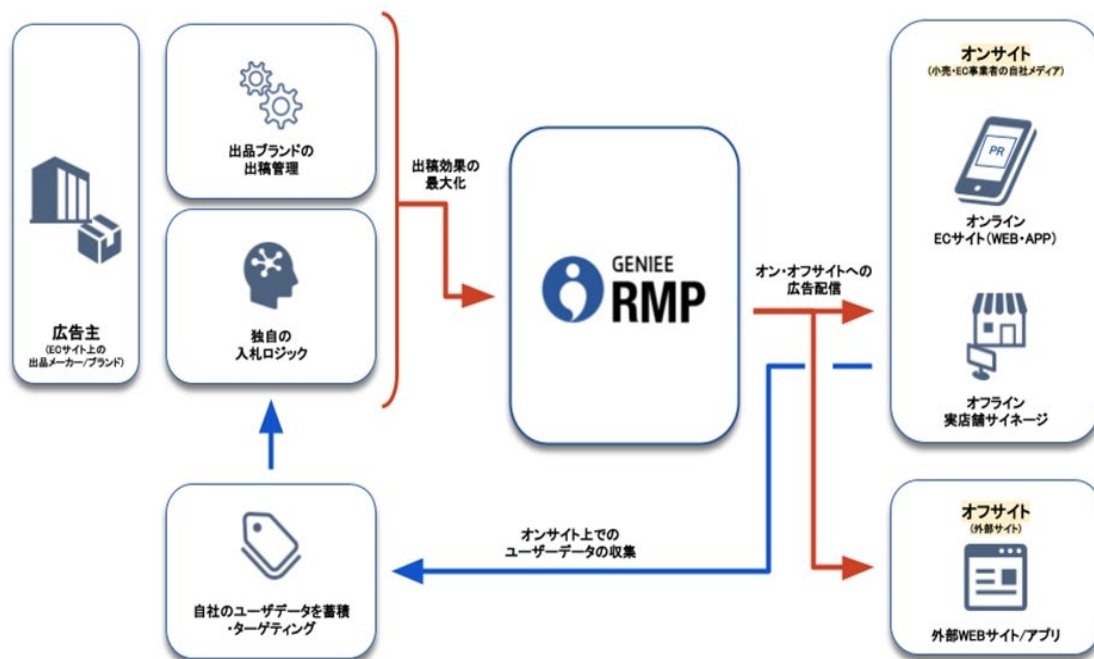 広告主
(ECサイト上の
出品メーカー/ブランド)
出品ブランドの
出稿管理
独自の
入札ロジック
出稿効果の
最大化
GENIEE
RMP
オン・オフサイトへの
広告配信
オンサイト
(小売・EC事業者の自社メディア)
PR
オンライン
ECサイト(WEB・APP)
オフライン
実店舗サイネージ
オフサイト
(外部サイト)
外部WEBサイト/アプリ
オンサイト上での
ユーザーデータの収集
自社のユーザデータを蓄積
・ターゲティング